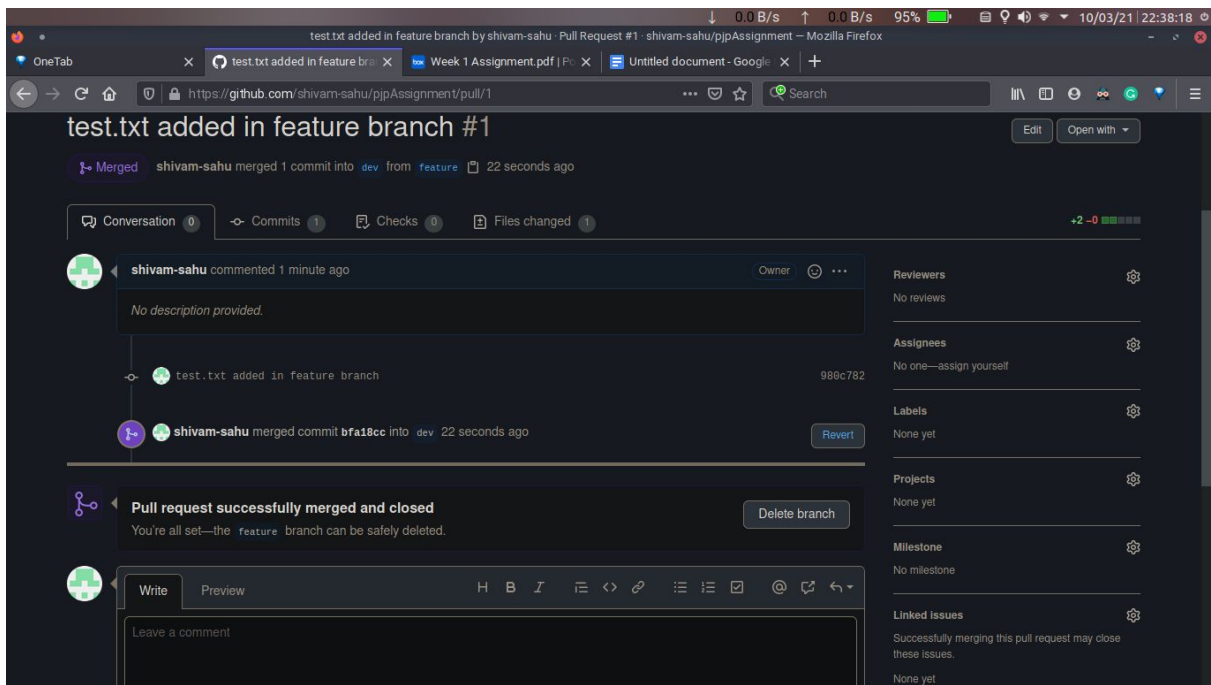 ↓ 0.0 B/s ↑ 0.0 B/s 95% 10/03/21 22:38:18
test.txt added in feature branch by shivam-sahu · Pull Request #1 · shivam-sahu/pjpAssignment — Mozilla Firefox
OneTab test.txt added in feature bra Week 1 Assignment.pdf | Po Untitled document - Google
https://github.com/shivam-sahu/pjpAssignment/pull/1 Search
test.txt added in feature branch #1
Edit Open with
Merged shivam-sahu merged 1 commit into dev from feature 22 seconds ago
Conversation 0 Commits 1 Checks 0 Files changed 1 +2 −0
shivam-sahu commented 1 minute ago Owner
No description provided.
test.txt added in feature branch 980c782
shivam-sahu merged commit bfa18cc into dev 22 seconds ago Revert
Pull request successfully merged and closed
You're all set—the feature branch can be safely deleted.
Delete branch
Write Preview H B I
Leave a comment
Reviewers
No reviews
Assignees
No one—assign yourself
Labels
None yet
Projects
None yet
Milestone
No milestone
Linked issues
Successfully merging this pull request may close
these issues.
None yet